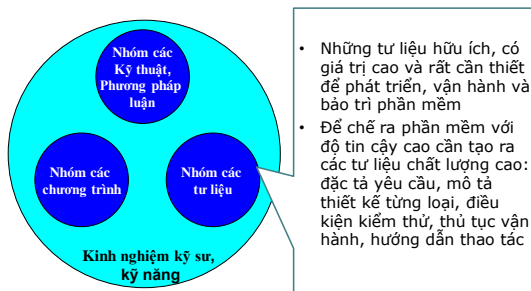 Nhóm các
Kỹ thuật,
Phương pháp
luận
Nhóm các
chương trình
Nhóm các
tư liệu
Kinh nghiệm kỹ sư,
kỹ năng
• Những tư liệu hữu ích, có
giá trị cao và rất cần thiết
để phát triển, vận hành và
bảo trì phần mềm
• Để chế ra phần mềm với
độ tin cậy cao cần tạo ra
các tư liệu chất lượng cao:
đặc tả yêu cầu, mô tả
thiết kế từng loại, điều
kiện kiểm thử, thủ tục vận
hành, hướng dẫn thao tác